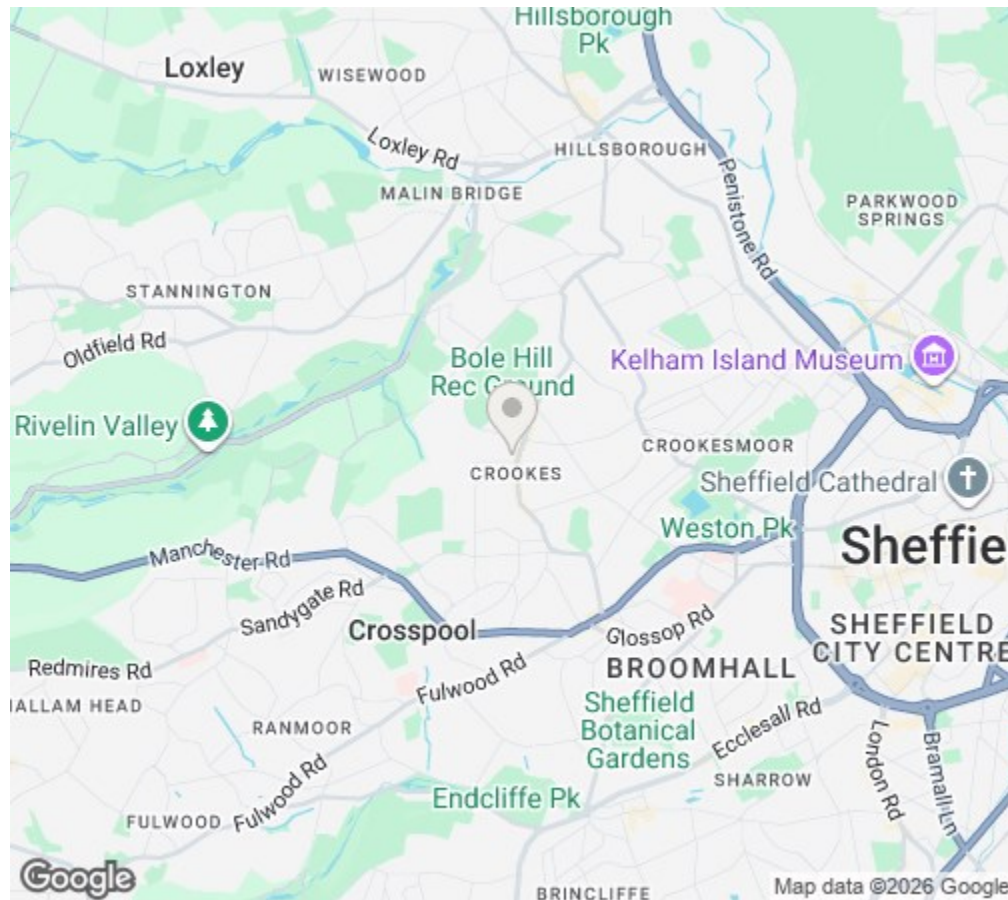 Hillsborough
Pk
Loxley
WISEWOOD
Loxley Rd
HILLSBOROUGH
MALIN BRIDGE
Penistone Rd
PARKWOOD
SPRINGS
STANNINGTON
Oldfield Rd
Bole Hill
Rec Ground
Kelham Island Museum
Rivelin Valley
CROOKESMOOR
CROOKES
Sheffield Cathedral
Weston Pk
Manchester Rd
Sheffie
Sandygate Rd
Crosspool
Glossop Rd
SHEFFIELD
CITY CENTRE
Redmires Rd
BROOMHALL
Fulwood Rd
HALLAM HEAD
RANMOOR
Sheffield
Botanical
Gardens
Ecclesall Rd
London Rd
Bramall Ln
SHARROW
Fulwood Rd
Endcliffe Pk
FULWOOD
BRINCLIFFE
Google
Map data ©2026 Google